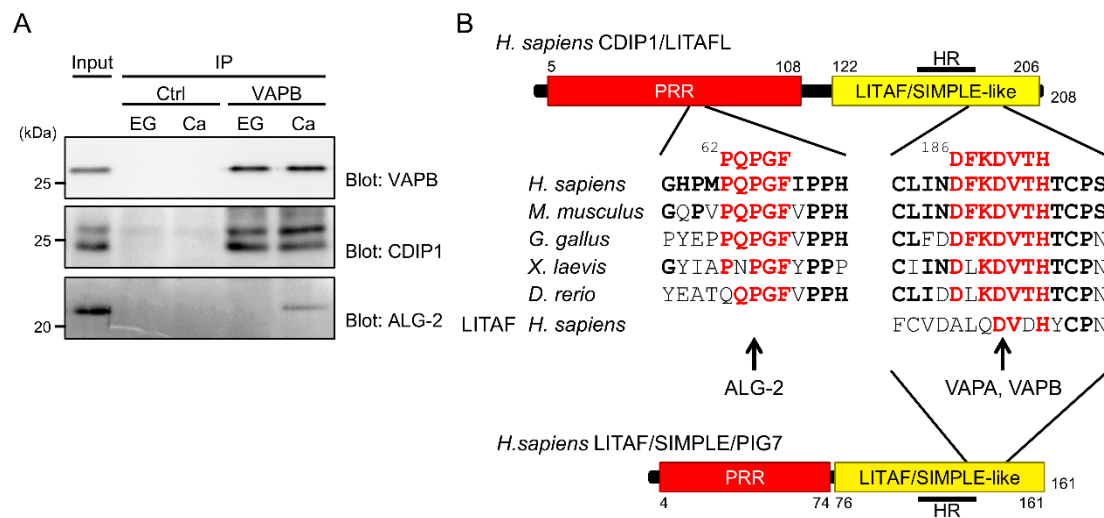 A
Input
IP
Ctrl
VAPB
EG
Ca
EG
Ca
(kDa)
25
Blot: VAPB
25
Blot: CDIP1
20
Blot: ALG-2
B
H. sapiens CDIP1/LITAFL
5
108
122
HR
206
PRR
LITAF/SIMPLE-like
208
62
PQPGF
186
DFKDVTH
H. sapiens
GHPMPQPGFIPPH
CLINDFKDVTHTCPS
M. musculus
GQPVPQPGFVPPH
CLINDFKDVTHTCPS
G. gallus
PYEPPQPGFVPPH
CLFDDFKDVTHTCPN
X. laevis
GYIAPNPGFYPPP
CIINDLKDVTHTCPN
D. rerio
YEATQQPGFVPPH
CLIDDLKDVTHTCPN
LITAF
H. sapiens
FCVDALQDVDHYCPN
ALG-2
VAPA, VAPB
H.sapiens LITAF/SIMPLE/PIG7
PRR
LITAF/SIMPLE-like
161
4
74
76
HR
161